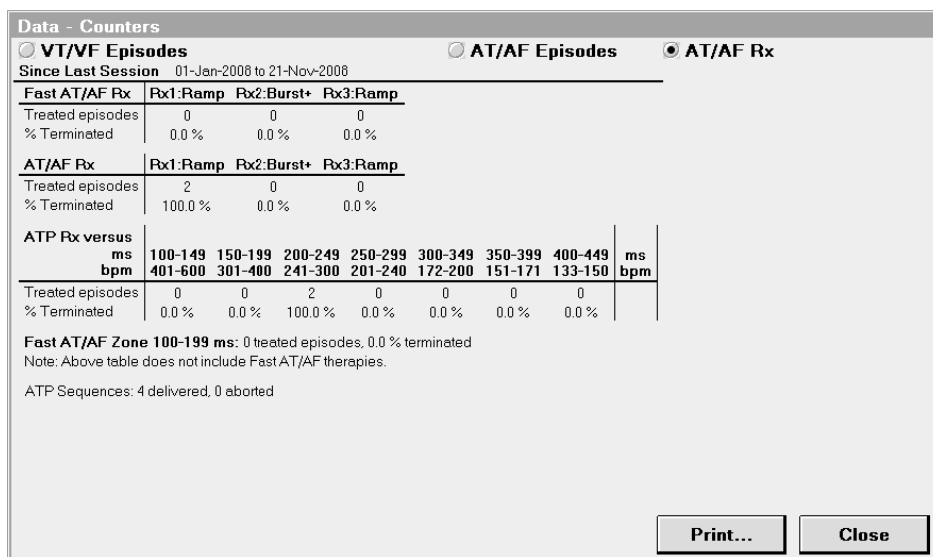 Data - Counters
VT/VF Episodes AT/AF Episodes AT/AF Rx
Since Last Session 01-Jan-2008 to 21-Nov-2008
Fast AT/AF Rx Rx1:Ramp Rx2:Burst+ Rx3:Ramp
Treated episodes 0 0 0
% Terminated 0.0 % 0.0 % 0.0 %
AT/AF Rx Rx1:Ramp Rx2:Burst+ Rx3:Ramp
Treated episodes 2 0 0
% Terminated 100.0 % 0.0 % 0.0 %
ATP Rx versus
ms 100-149 150-199 200-249 250-299 300-349 350-399 400-449 ms
bpm 401-600 301-400 241-300 201-240 172-200 151-171 133-150 bpm
Treated episodes 0 0 2 0 0 0 0
% Terminated 0.0 % 0.0 % 100.0 % 0.0 % 0.0 % 0.0 % 0.0 %
Fast AT/AF Zone 100-199 ms: 0 treated episodes, 0.0 % terminated
Note: Above table does not include Fast AT/AF therapies.
ATP Sequences: 4 delivered, 0 aborted
Print... Close